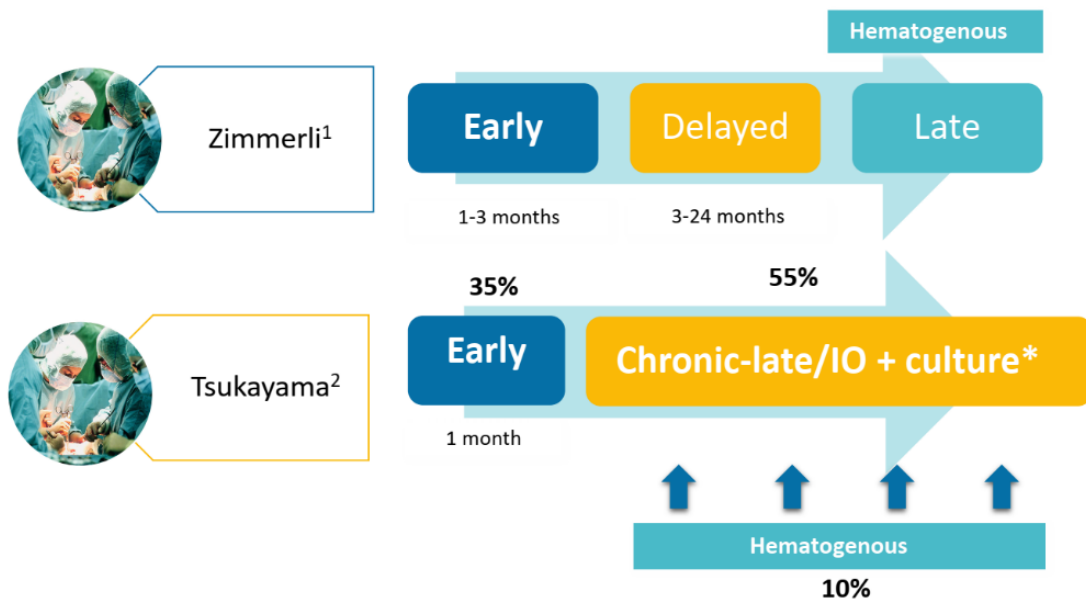 Hematogenous
Zimmerli1
Early
Delayed
Late
1-3 months
3-24 months
35%
55%
Tsukayama2
Early
Chronic-late/IO + culture*
1 month
Hematogenous
10%